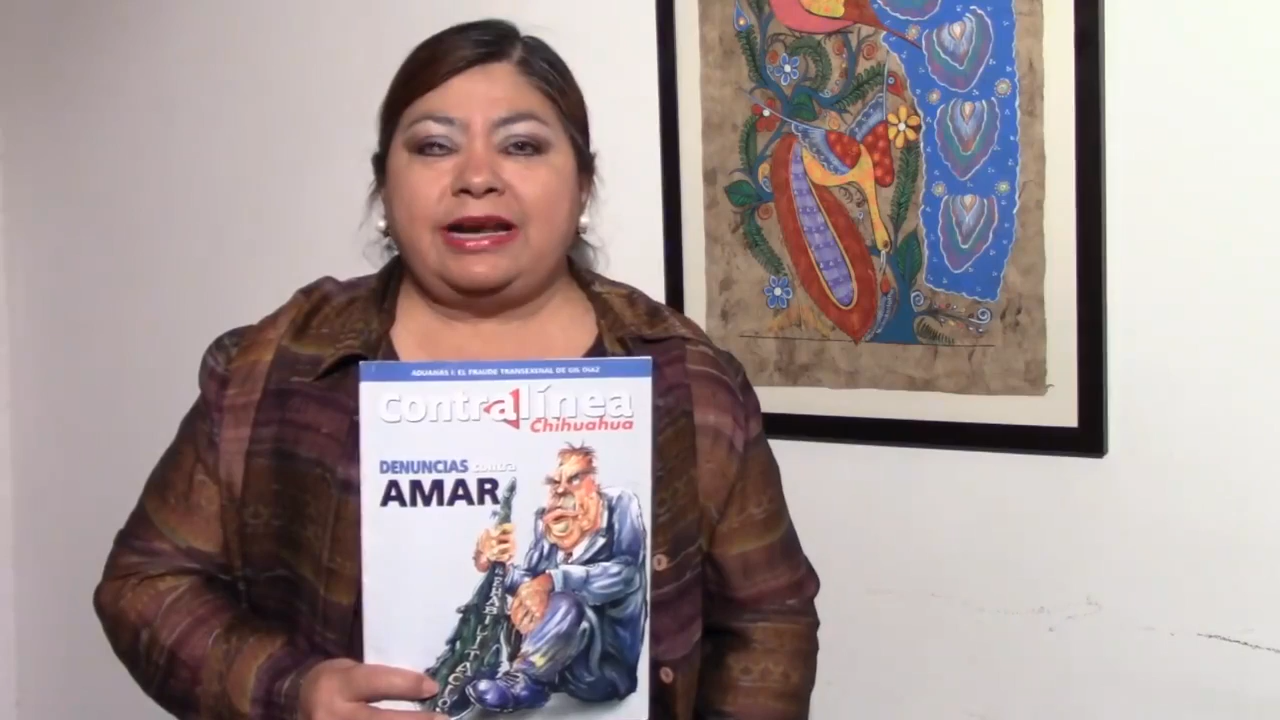 ADUANAS I: EL FRAUDE TRANSEXENAL DE GIL DÍAZ
Contralínea
Chihuahua
DENUNCIAS contra
AMAR
REHABILITACIÓN